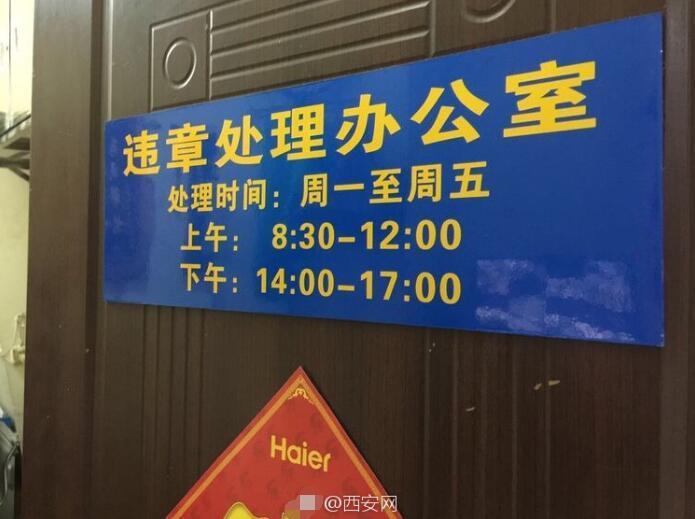 违章处理办公室
处理时间：周一至周五
上午：8:30-12:00
下午：14:00-17:00
Haier
@西安网